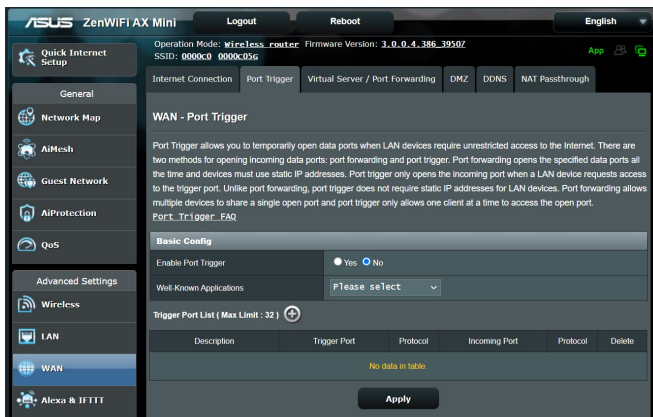 ASUS ZenWiFi AX Mini Logout Reboot English
Operation Mode: Wireless router Firmware Version: 3.0.0.4.386_39507
SSID: 0000c0 0000c05G
App
Quick Internet
Setup
General
Network Map
AiMesh
Guest Network
AiProtection
QoS
Advanced Settings
Wireless
LAN
WAN
Alexa & IFTTT
Internet Connection Port Trigger Virtual Server / Port Forwarding DMZ DDNS NAT Passthrough
WAN - Port Trigger
Port Trigger allows you to temporarily open data ports when LAN devices require unrestricted access to the Internet. There are
two methods for opening incoming data ports: port forwarding and port trigger. Port forwarding opens the specified data ports all
the time and devices must use static IP addresses. Port trigger only opens the incoming port when a LAN device requests access
to the trigger port. Unlike port forwarding, port trigger does not require static IP addresses for LAN devices. Port forwarding allows
multiple devices to share a single open port and port trigger only allows one client at a time to access the open port.
Port Trigger FAQ
Basic Config
Enable Port Trigger Yes No
Well-Known Applications Please select
Trigger Port List ( Max Limit : 32 )
Description Trigger Port Protocol Incoming Port Protocol Delete
No data in table.
Apply